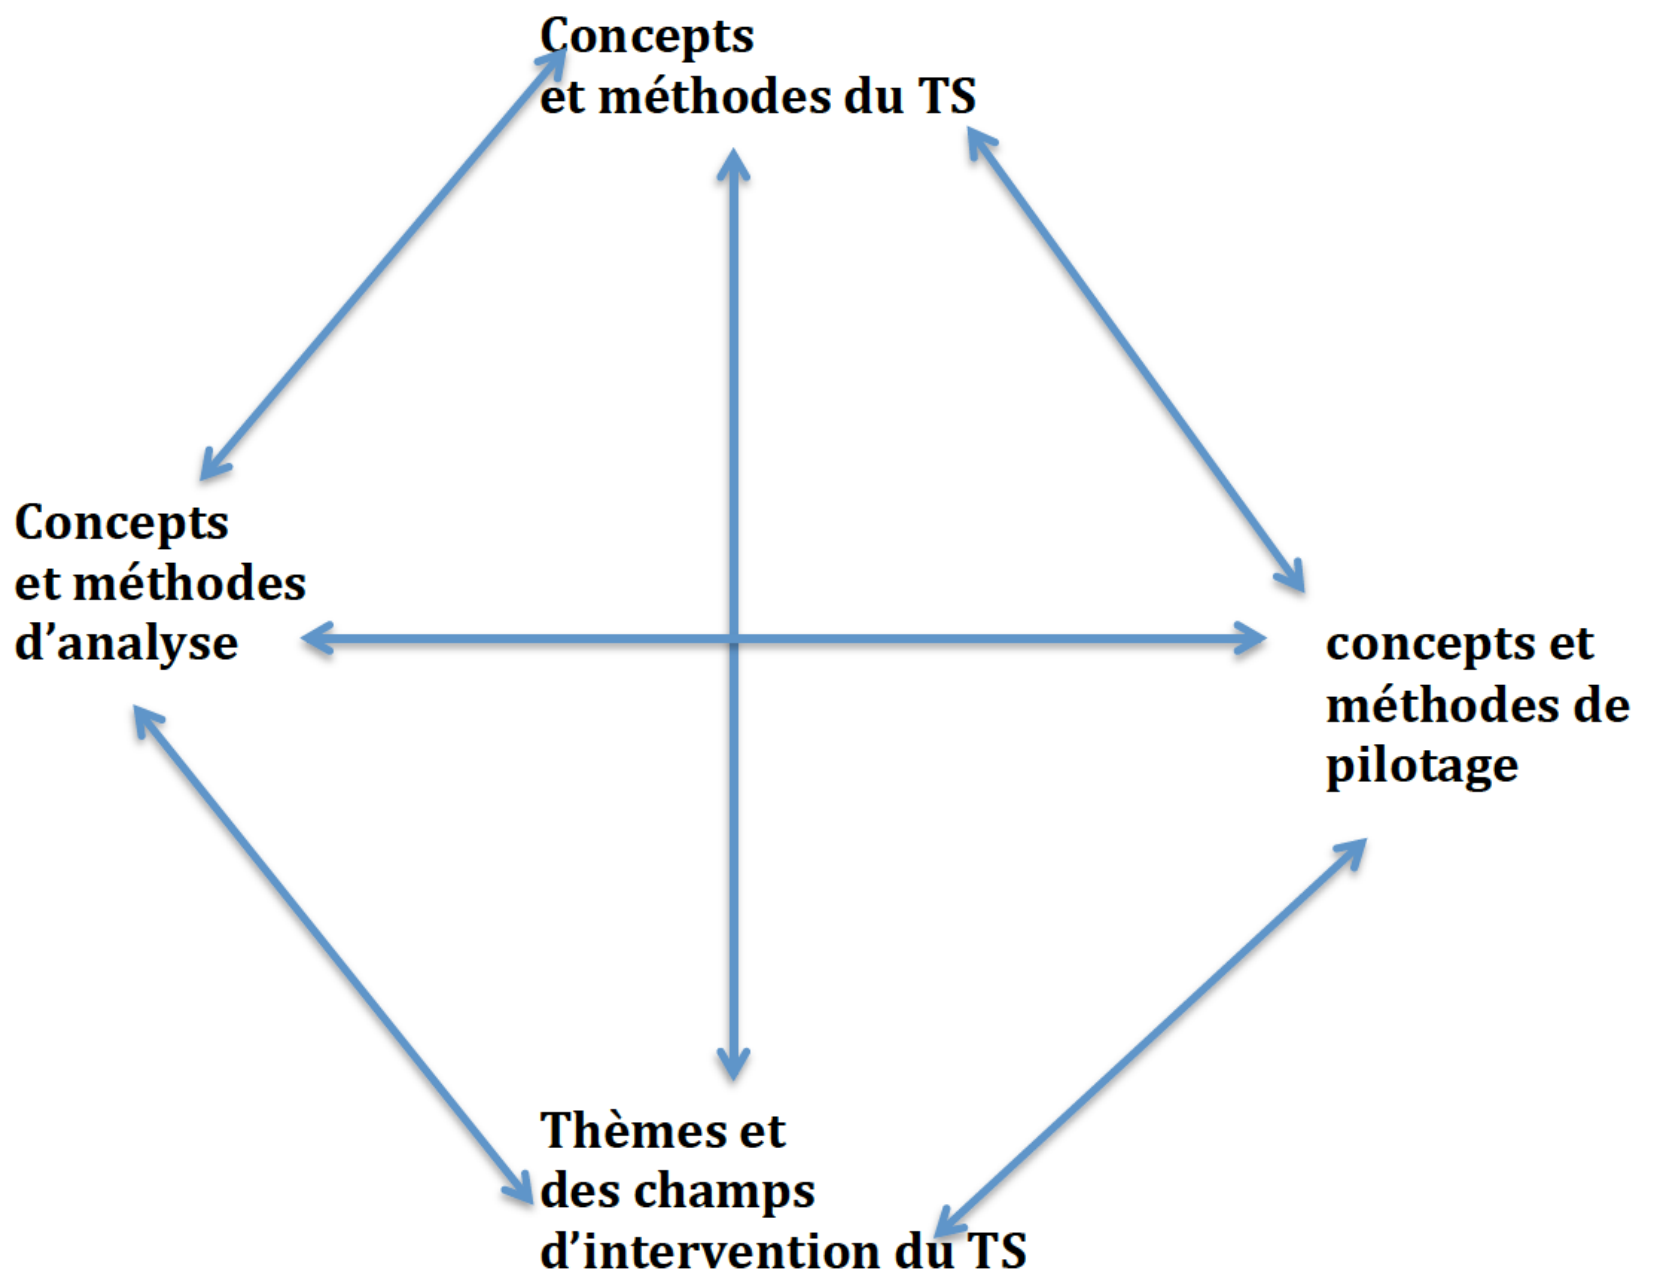 Concepts
et méthodes du TS
Concepts
et méthodes
d’analyse
concepts et
méthodes de
pilotage
Thèmes et
des champs
d’intervention du TS